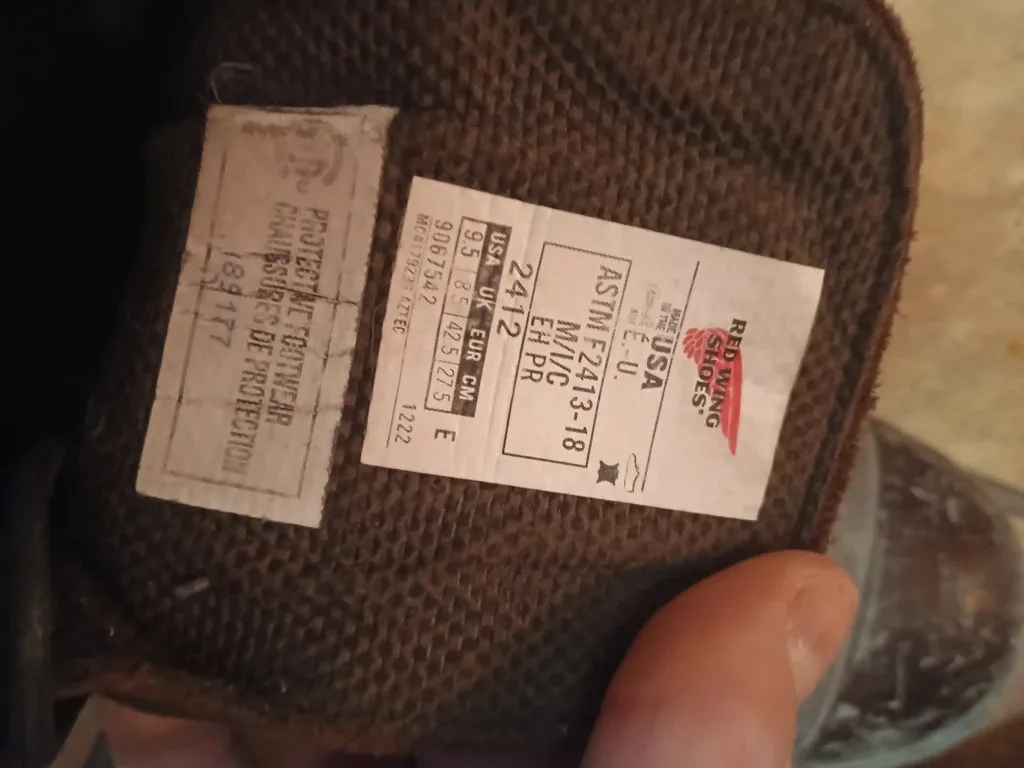 RED WING
SHOES®
MADE
IN THE USA
É.-U.
ASTM F2413-18
M/I/C
EH PR
2412
USA UK EUR CM
9.5 8.5 42.5 27.5 E
9067542
1222
PROTECTIVE FOOTWEAR
CHAUSSURES DE PROTECTION